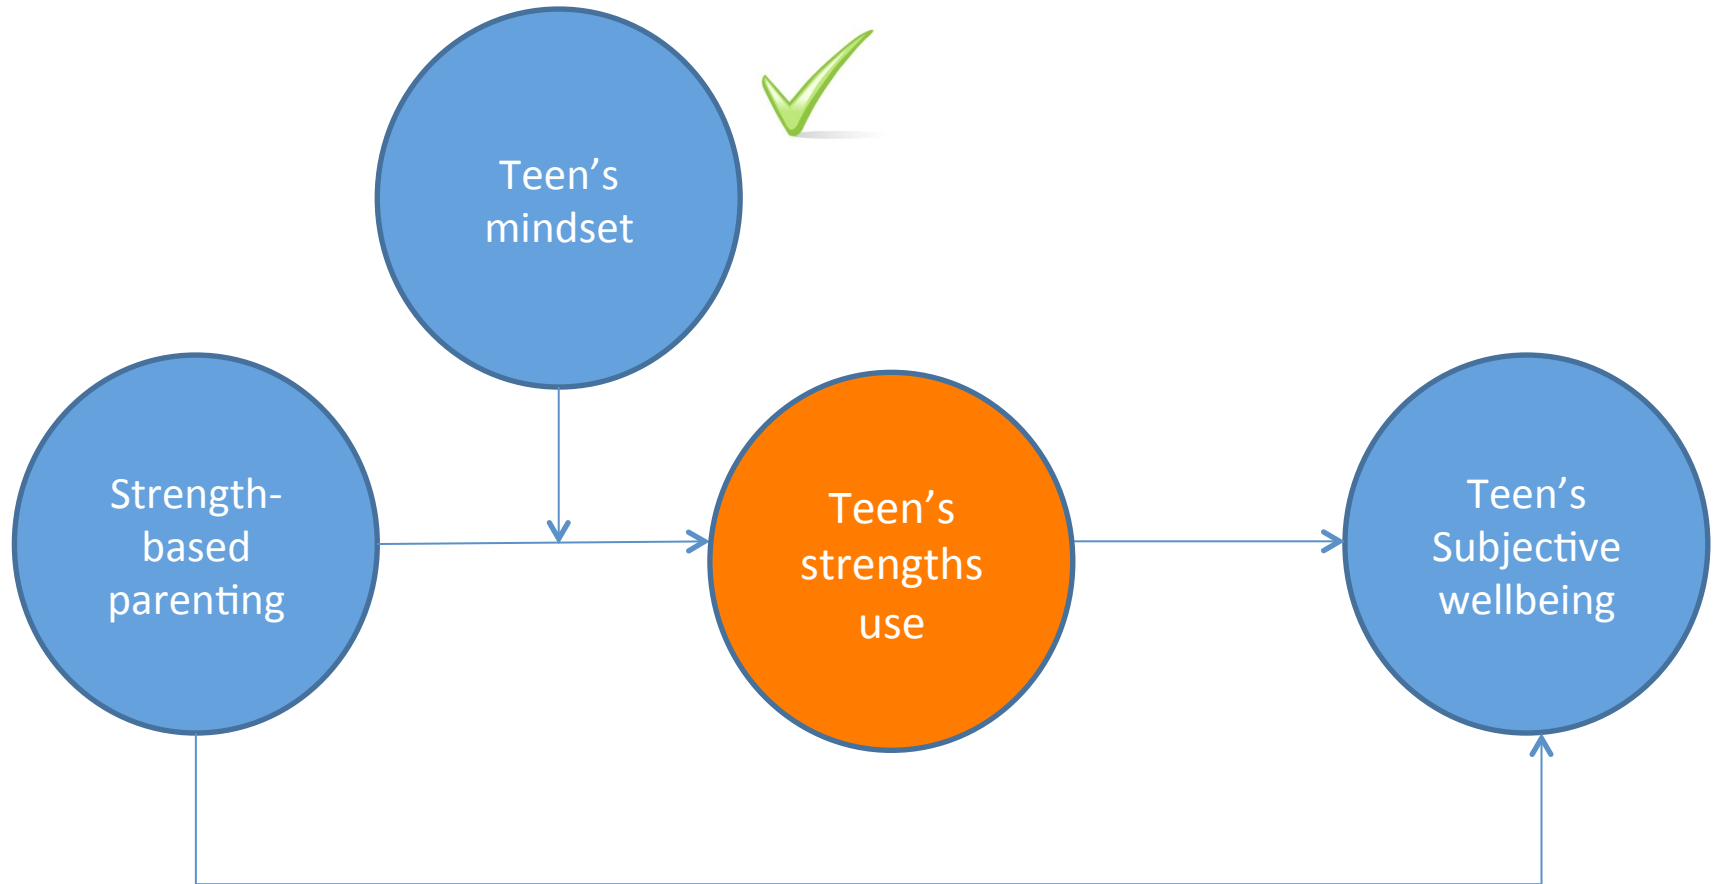 Teen’s
mindset
Strength-
based
parenting
Teen’s
strengths
use
Teen’s
Subjective
wellbeing